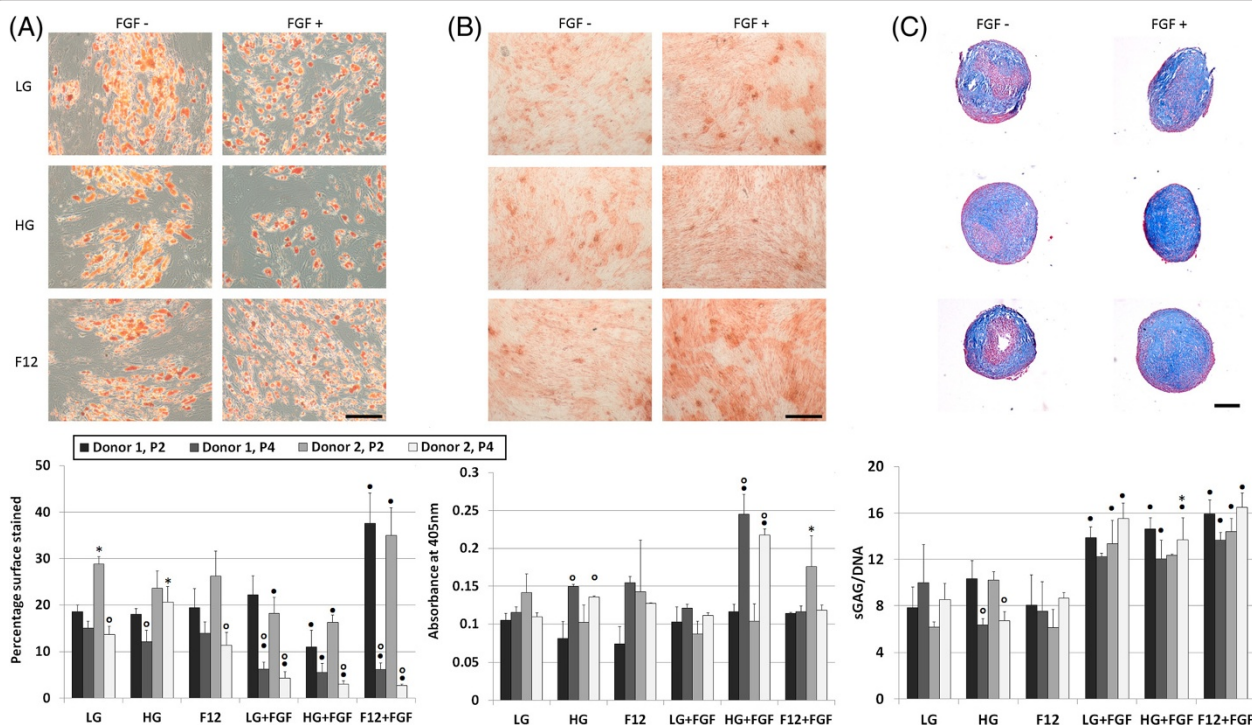 (A) FGF - FGF + (B) FGF - FGF + (C) FGF - FGF +
LG
HG
F12
Donor 1, P2 Donor 1, P4 Donor 2, P2 Donor 2, P4
Percentage surface stained
50
40
30
20
10
0
LG HG F12 LG+FGF HG+FGF F12+FGF
Absorbance at 405nm
0.3
0.25
0.2
0.15
0.1
0.05
0
LG HG F12 LG+FGF HG+FGF F12+FGF
sGAG/DNA
20
16
12
8
4
0
LG HG F12 LG+FGF HG+FGF F12+FGF